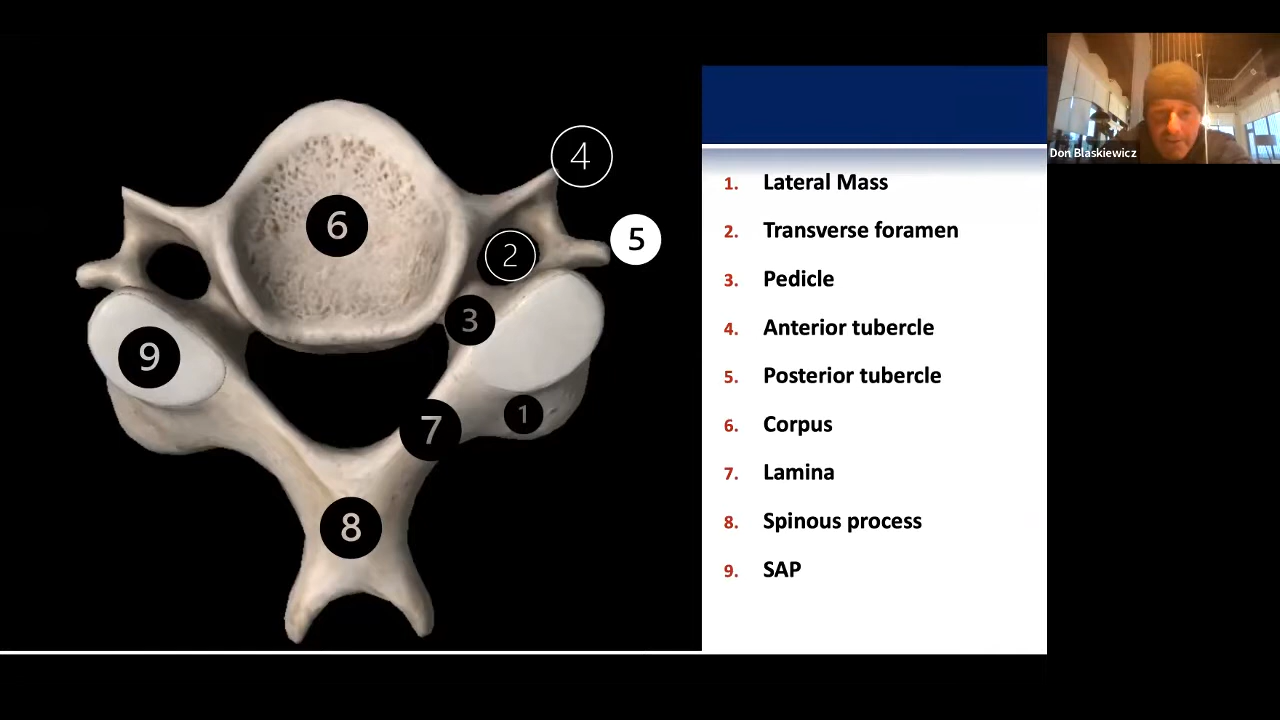 4
6
5
2
3
9
1
7
8
Don Blaskiewicz
1. Lateral Mass
2. Transverse foramen
3. Pedicle
4. Anterior tubercle
5. Posterior tubercle
6. Corpus
7. Lamina
8. Spinous process
9. SAP